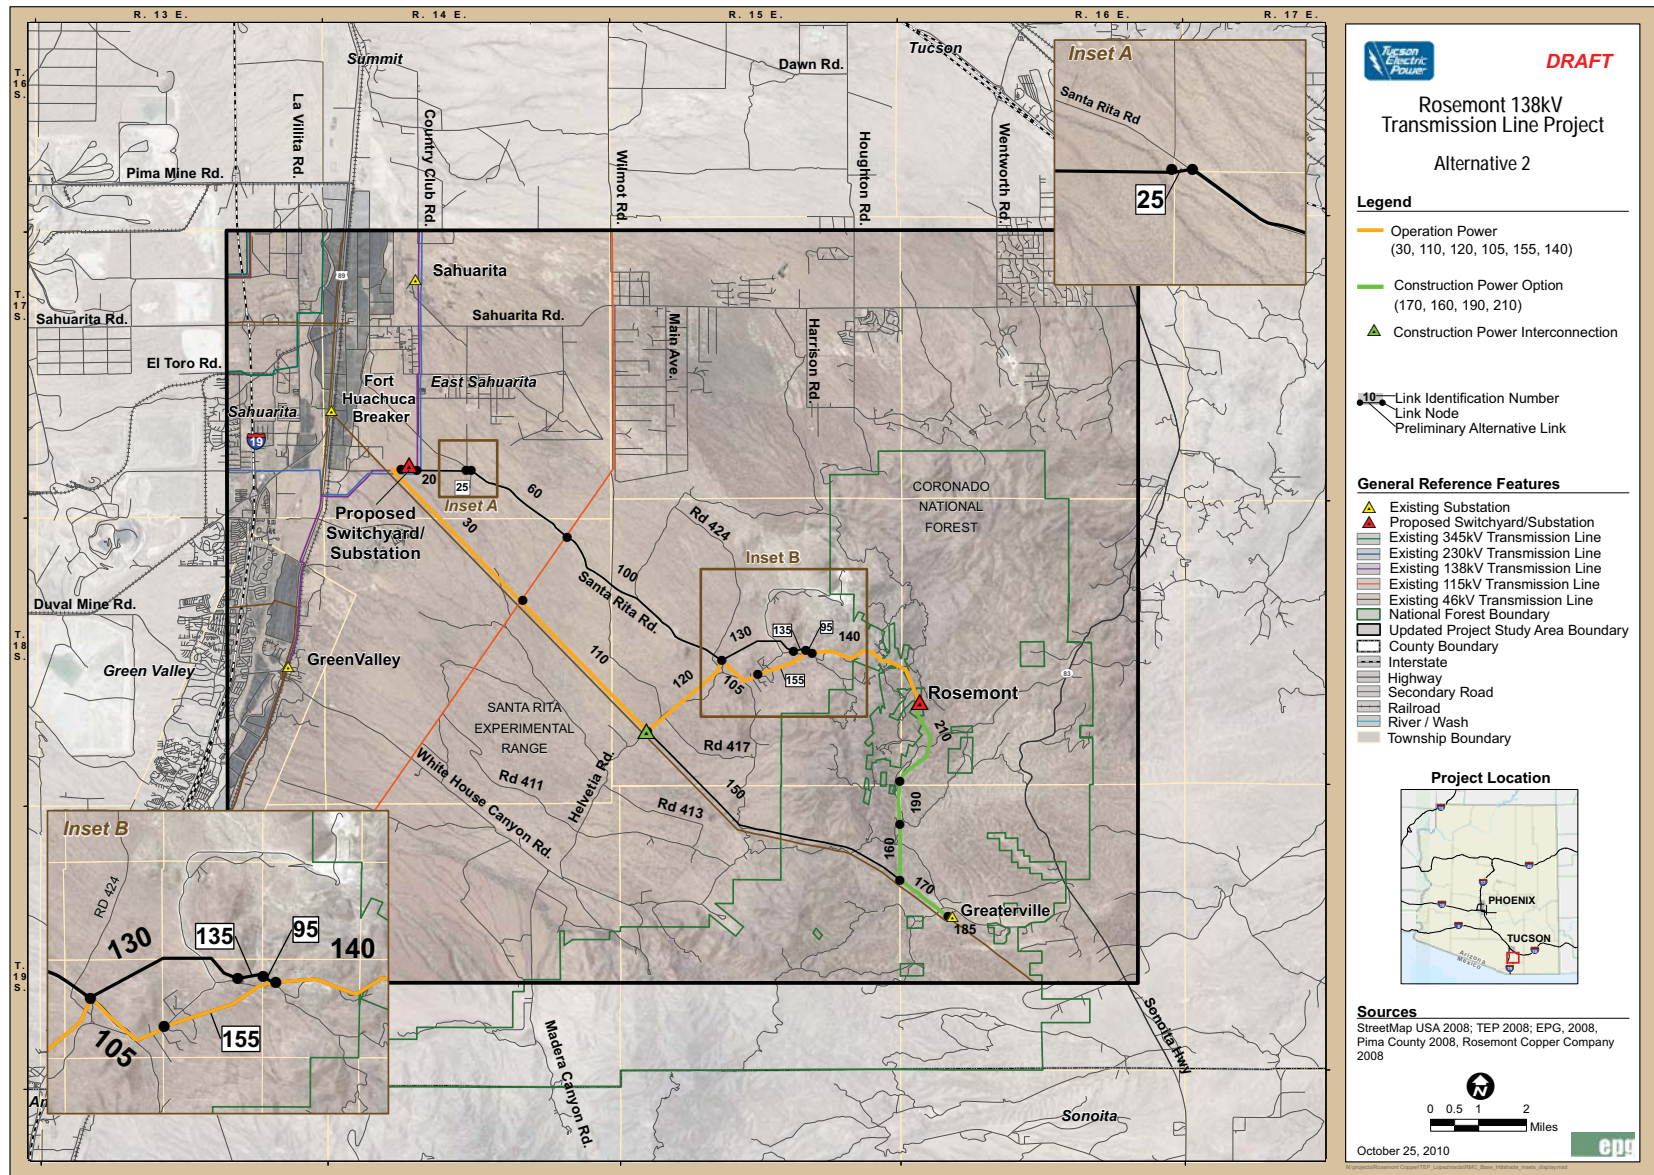 R. 13 E.
R. 14 E.
R. 15 E.
R. 16 E.
R. 17 E.
T.
16
S.
T.
17
S.
T.
18
S.
T.
19
S.
Summit
Tucson
Dawn Rd.
La Villita Rd.
Country Club Rd.
Wilmot Rd.
Houghton Rd.
Wentworth Rd.
Pima Mine Rd.
Inset A
Santa Rita Rd
25
89
Sahuarita
Sahuarita Rd.
Sahuarita Rd.
Main Ave.
Harrison Rd.
El Toro Rd.
Fort
Huachuca
Breaker
East Sahuarita
Sahuarita
19
20
25
Inset A
60
30
Proposed
Switchyard/
Substation
CORONADO
NATIONAL
FOREST
Rd 424
Inset B
100
Santa Rita Rd.
Duval Mine Rd.
130
135
95
140
Green Valley
GreenValley
110
120
105
155
83
Rosemont
SANTA RITA
EXPERIMENTAL
RANGE
210
Rd 417
White House Canyon Rd.
Rd 411
Helvetia Rd.
Rd 413
150
190
160
170
Greaterville
185
Inset B
RD 424
130
135
95
140
105
155
Madera Canyon Rd.
Sonoita Hwy
Sonoita
Ar
Tucson
Electric
Power
DRAFT
Rosemont 138kV
Transmission Line Project
Alternative 2
Legend
Operation Power
(30, 110, 120, 105, 155, 140)
Construction Power Option
(170, 160, 190, 210)
Construction Power Interconnection
10
Link Identification Number
Link Node
Preliminary Alternative Link
General Reference Features
Existing Substation
Proposed Switchyard/Substation
Existing 345kV Transmission Line
Existing 230kV Transmission Line
Existing 138kV Transmission Line
Existing 115kV Transmission Line
Existing 46kV Transmission Line
National Forest Boundary
Updated Project Study Area Boundary
County Boundary
Interstate
Highway
Secondary Road
Railroad
River / Wash
Township Boundary
Project Location
PHOENIX
TUCSON
Arizona
Mexico
Sources
StreetMap USA 2008; TEP 2008; EPG, 2008,
Pima County 2008, Rosemont Copper Company
2008
N
0 0.5 1 2
Miles
October 25, 2010
epg